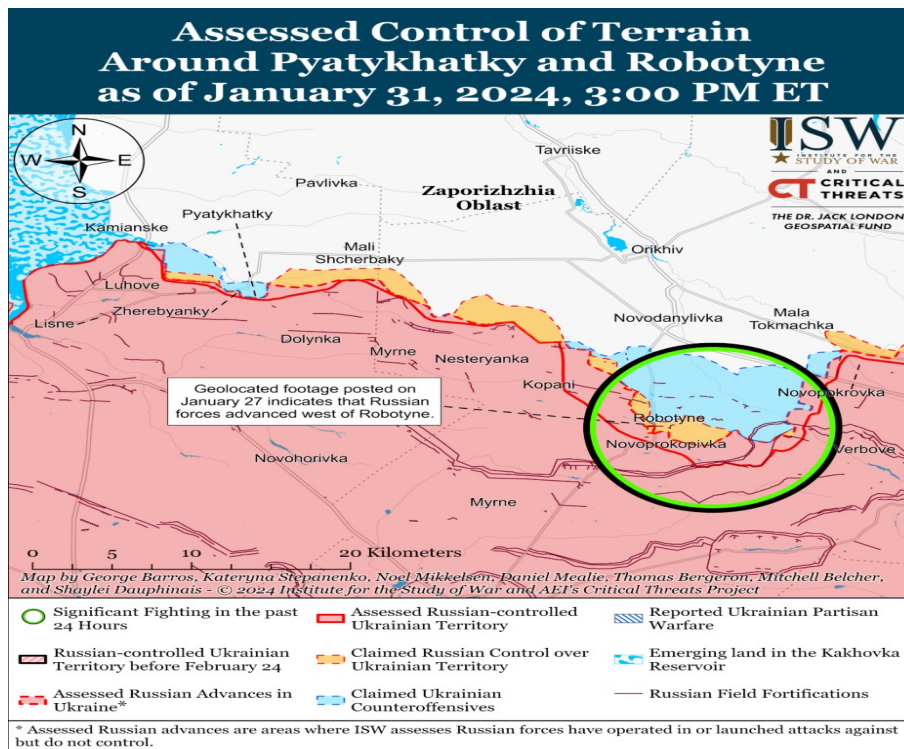 Assessed Control of Terrain
Around Pyatykhatky and Robotyne
as of January 31, 2024, 3:00 PM ET
N
W E
S
ISW
INSTITUTE FOR THE
STUDY OF WAR
AND
CT CRITICAL
THREATS
THE DR. JACK LONDON
GEOSPATIAL FUND
Tavriiske
Pavlivka
Zaporizhzhia
Oblast
Pyatykhatky
Kamianske
Mali
Shcherbaky
Orikhiv
Luhove
Zherebyanky
Lisne
Novodanylivka
Mala
Tokmachka
Dolynka
Myrne
Nesteryanka
Kopani
Novopokrovka
Geolocated footage posted on
January 27 indicates that Russian
forces advanced west of Robotyne.
Robotyne
Novoprokopivka
Verbove
Novohorivka
Myrne
0 5 10 20 Kilometers
Map by George Barros, Kateryna Stepanenko, Noel Mikkelsen, Daniel Mealie, Thomas Bergeron, Mitchell Belcher,
and Shaylei Dauphinais - © 2024 Institute for the Study of War and AEI's Critical Threats Project
Significant Fighting in the past
24 Hours
Assessed Russian-controlled
Ukrainian Territory
Reported Ukrainian Partisan
Warfare
Russian-controlled Ukrainian
Territory before February 24
Claimed Russian Control over
Ukrainian Territory
Emerging land in the Kakhovka
Reservoir
Assessed Russian Advances in
Ukraine*
Claimed Ukrainian
Counteroffensives
Russian Field Fortifications
* Assessed Russian advances are areas where ISW assesses Russian forces have operated in or launched attacks against
but do not control.